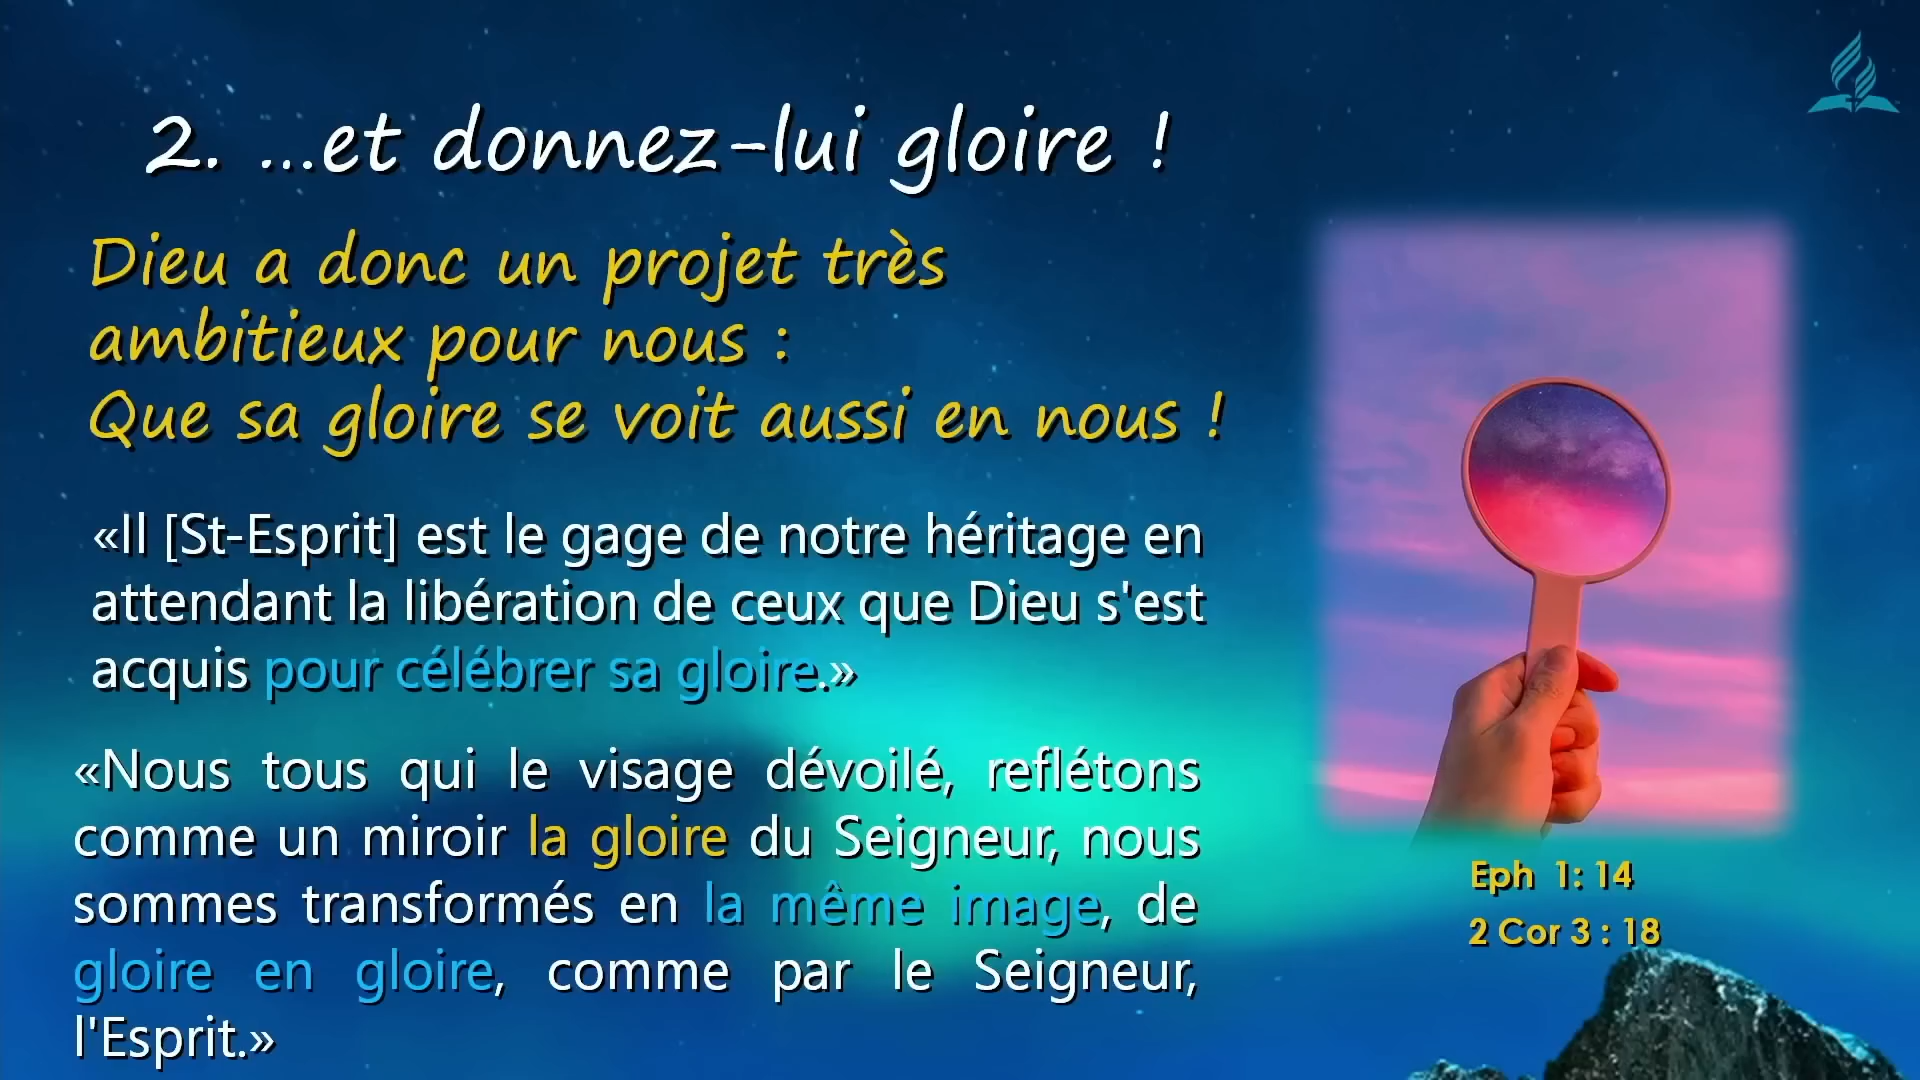 2. ...et donnez-lui gloire !
Dieu a donc un projet très
ambitieux pour nous :
Que sa gloire se voit aussi en nous !
«Il [St-Esprit] est le gage de notre héritage en
attendant la libération de ceux que Dieu s'est
acquis pour célébrer sa gloire.»
«Nous tous qui le visage dévoilé, reflétons
comme un miroir la gloire du Seigneur, nous
sommes transformés en la même image, de
gloire en gloire, comme par le Seigneur,
l'Esprit.»
Eph 1: 14
2 Cor 3 : 18